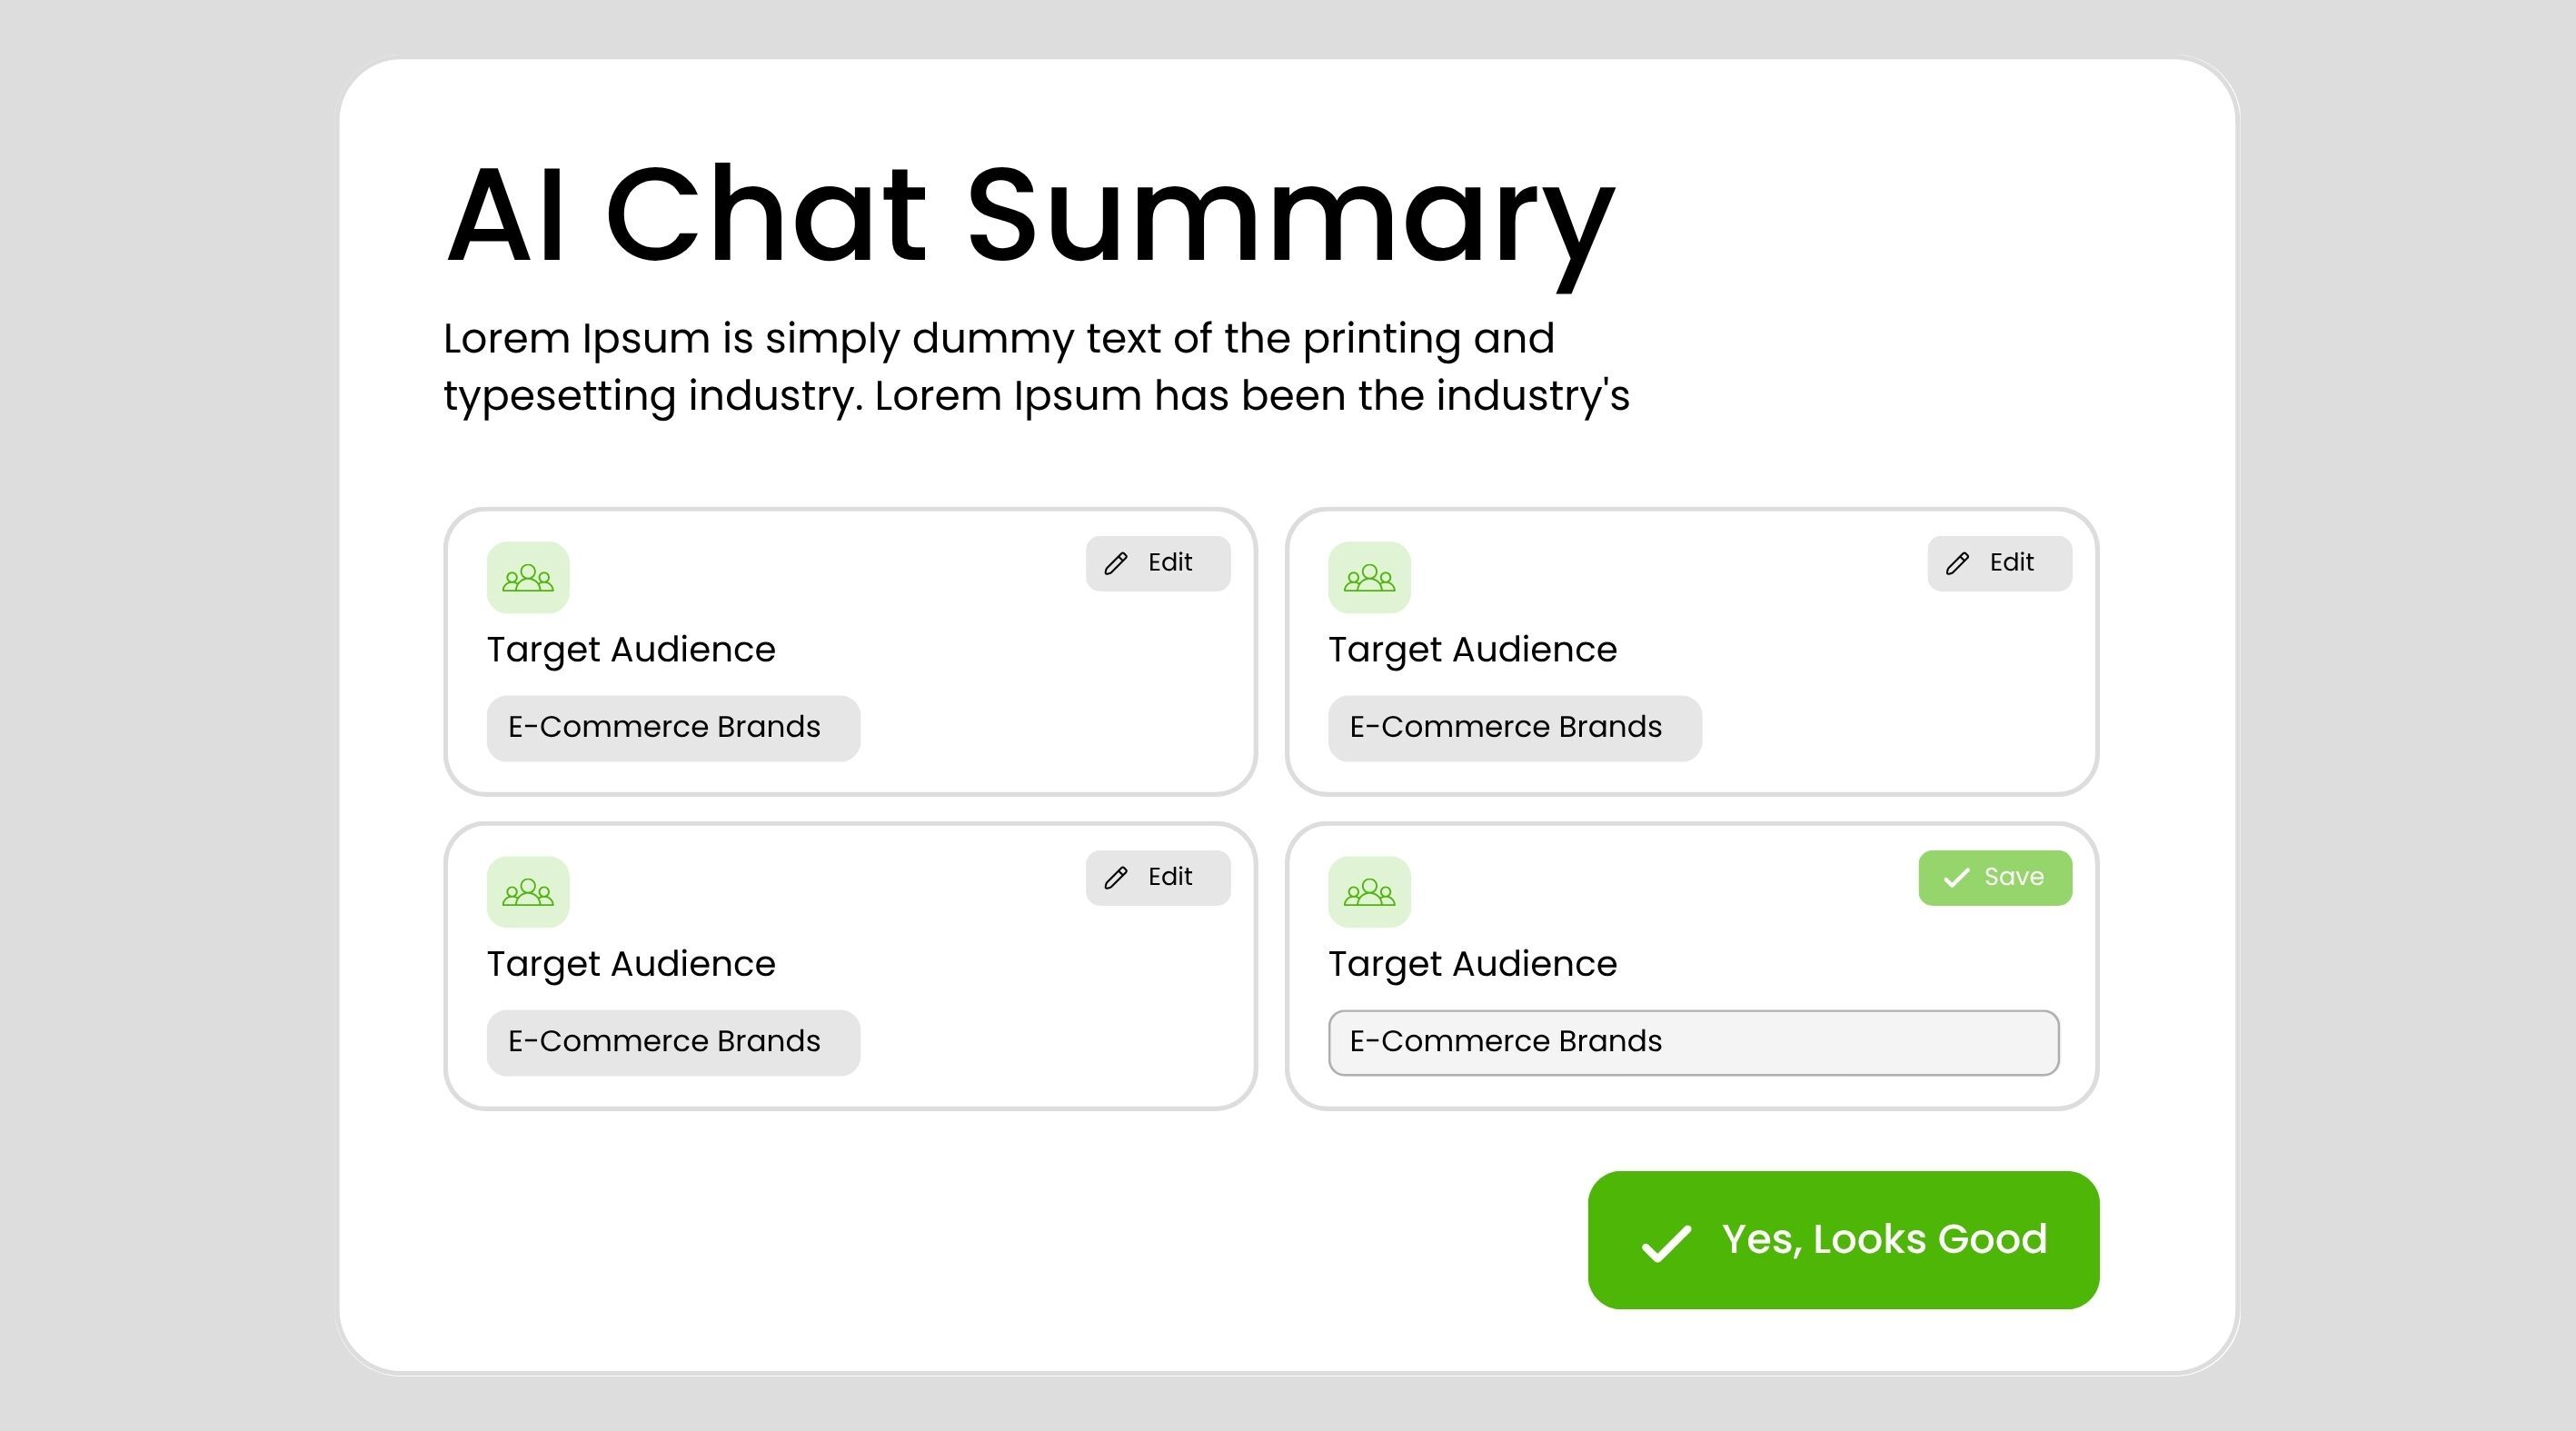 AI Chat Summary
Lorem Ipsum is simply dummy text of the printing and
typesetting industry. Lorem Ipsum has been the industry's
Edit
Target Audience
E-Commerce Brands
Edit
Target Audience
E-Commerce Brands
Edit
Target Audience
E-Commerce Brands
Save
Target Audience
E-Commerce Brands
Yes, Looks Good